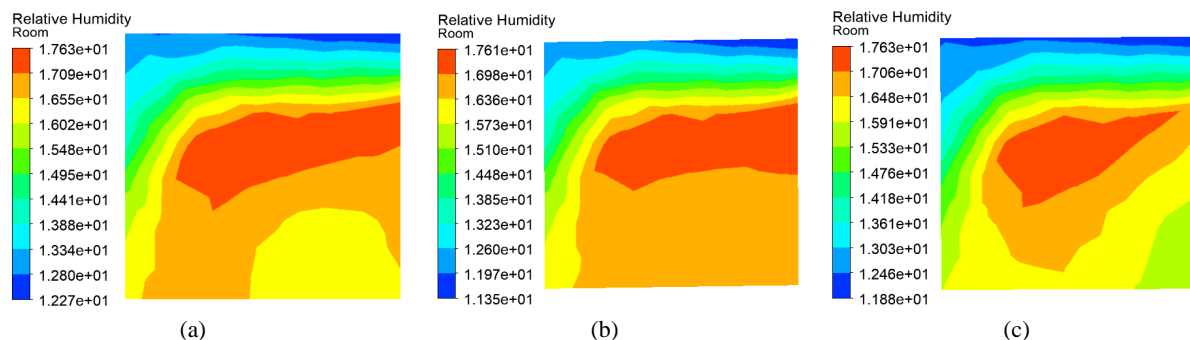 Relative Humidity
Room
1.763e+01
1.709e+01
1.655e+01
1.602e+01
1.548e+01
1.495e+01
1.441e+01
1.388e+01
1.334e+01
1.280e+01
1.227e+01
(a)
Relative Humidity
Room
1.761e+01
1.698e+01
1.636e+01
1.573e+01
1.510e+01
1.448e+01
1.385e+01
1.323e+01
1.260e+01
1.197e+01
1.135e+01
(b)
Relative Humidity
Room
1.763e+01
1.706e+01
1.648e+01
1.591e+01
1.533e+01
1.476e+01
1.418e+01
1.361e+01
1.303e+01
1.246e+01
1.188e+01
(c)